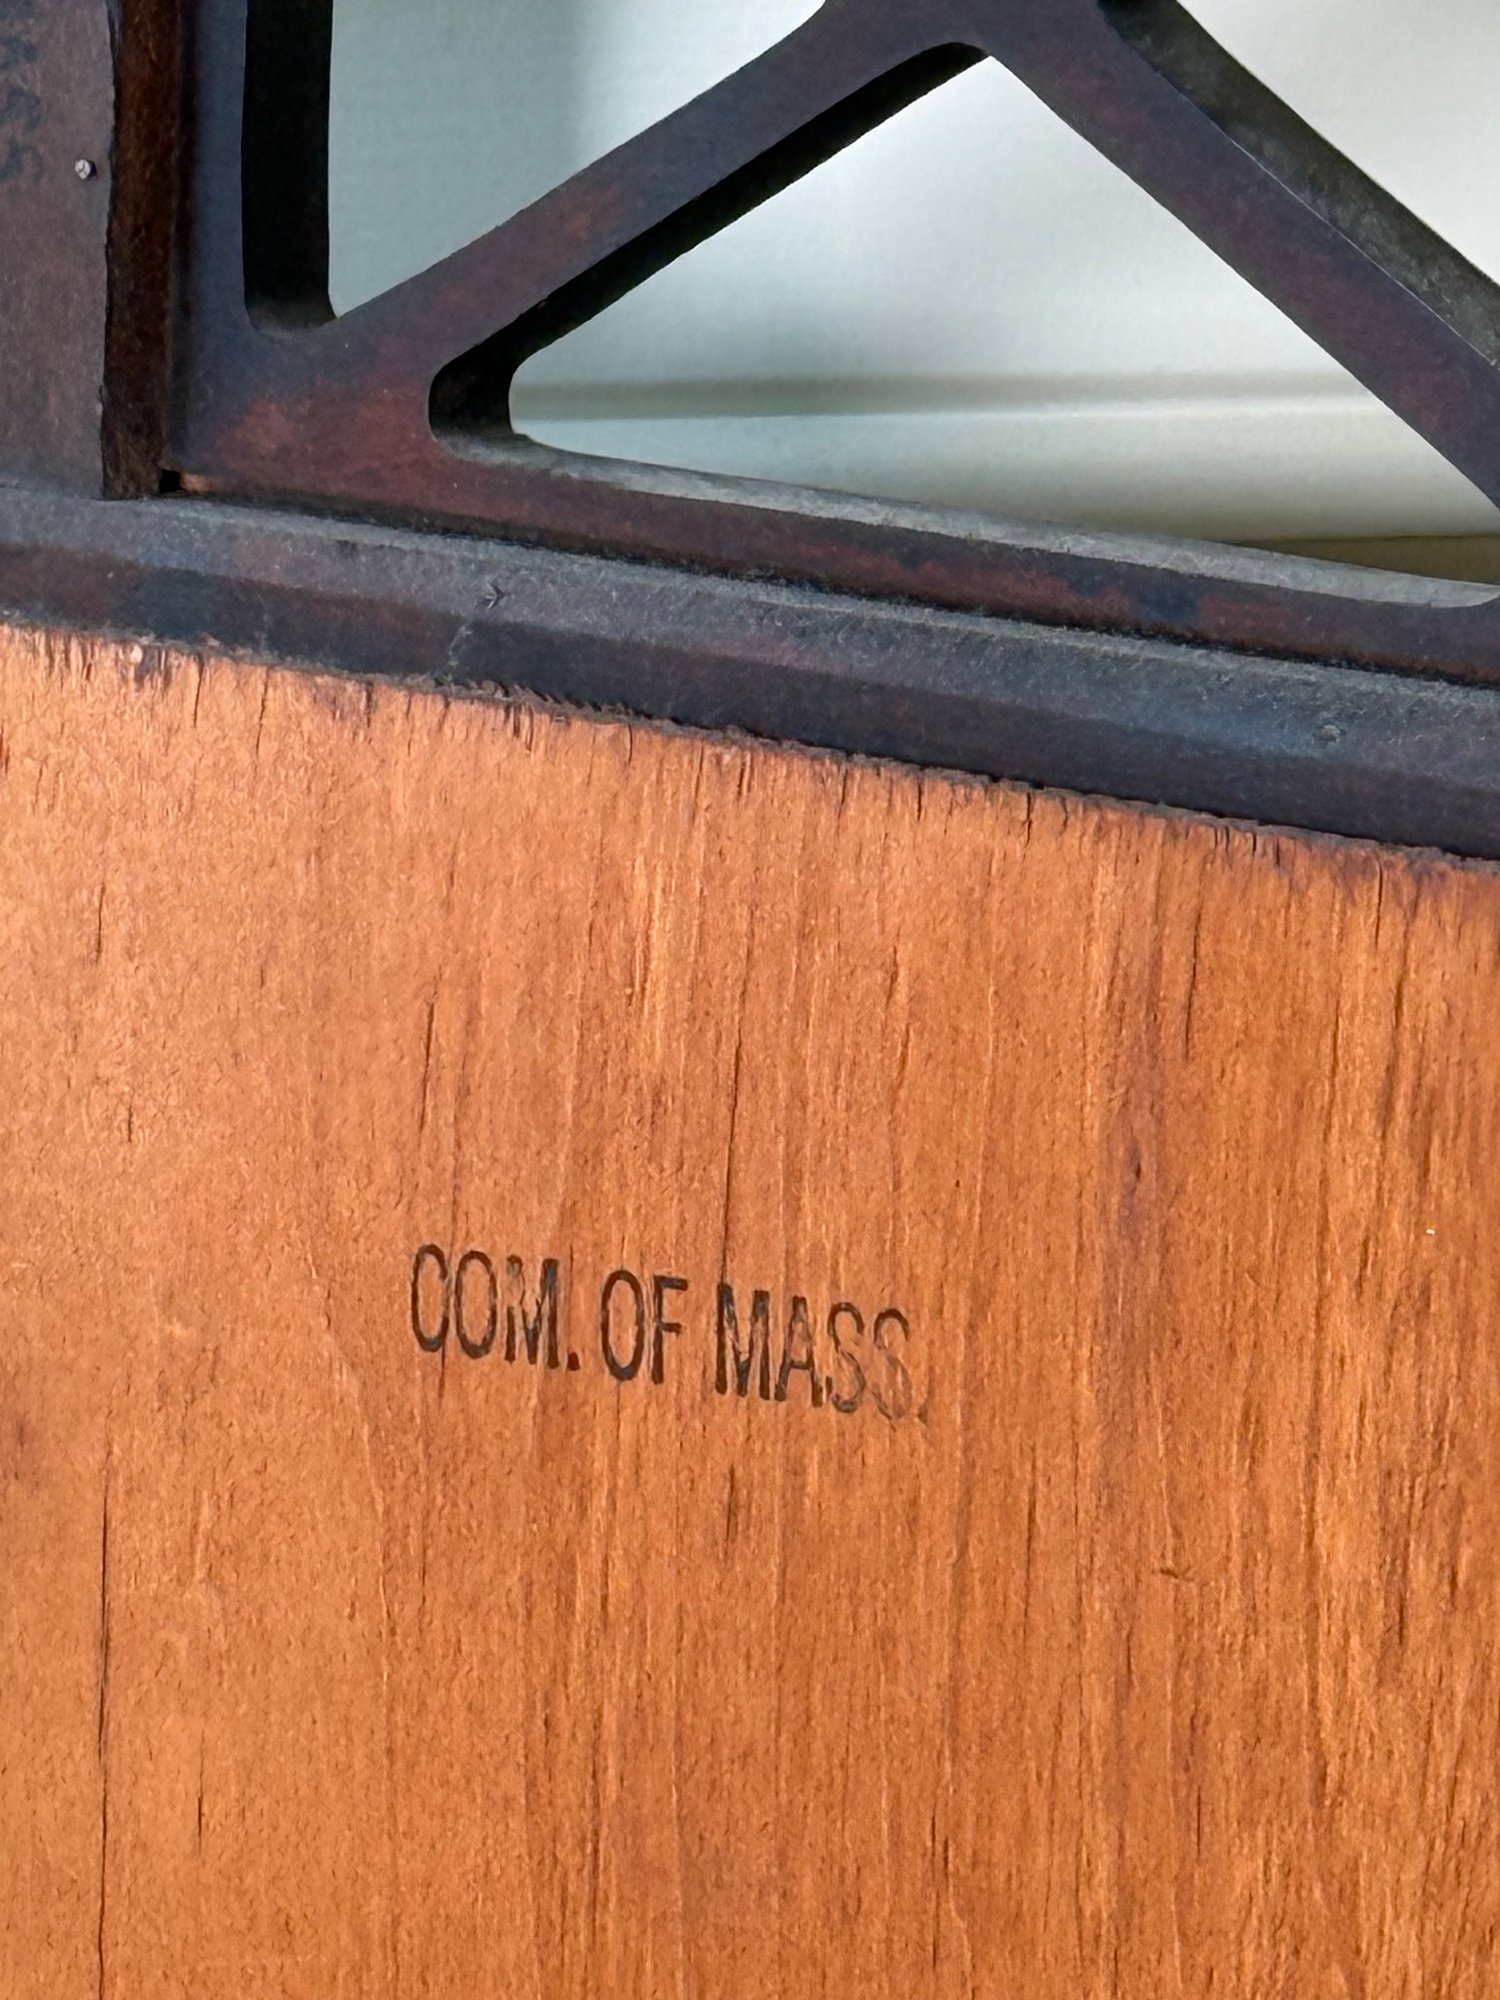 COM. OF MASS.